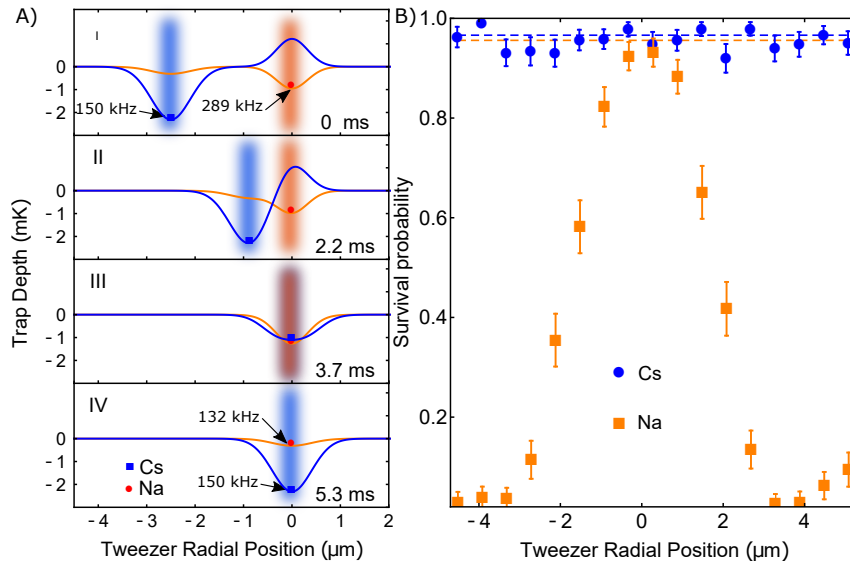 A)
I
0
- 1
- 2
150 kHz
289 kHz
0 ms
II
0
- 1
- 2
2.2 ms
III
0
- 1
- 2
3.7 ms
IV
0
- 1
- 2
132 kHz
150 kHz
Cs
Na
5.3 ms
-4 -3 -2 -1 0 1 2
Trap Depth (mK)
Tweezer Radial Position (μm)
B)
1.0
0.8
0.6
0.4
0.2
Survival probability
Cs
Na
-4 -2 0 2 4
Tweezer Radial Position (μm)